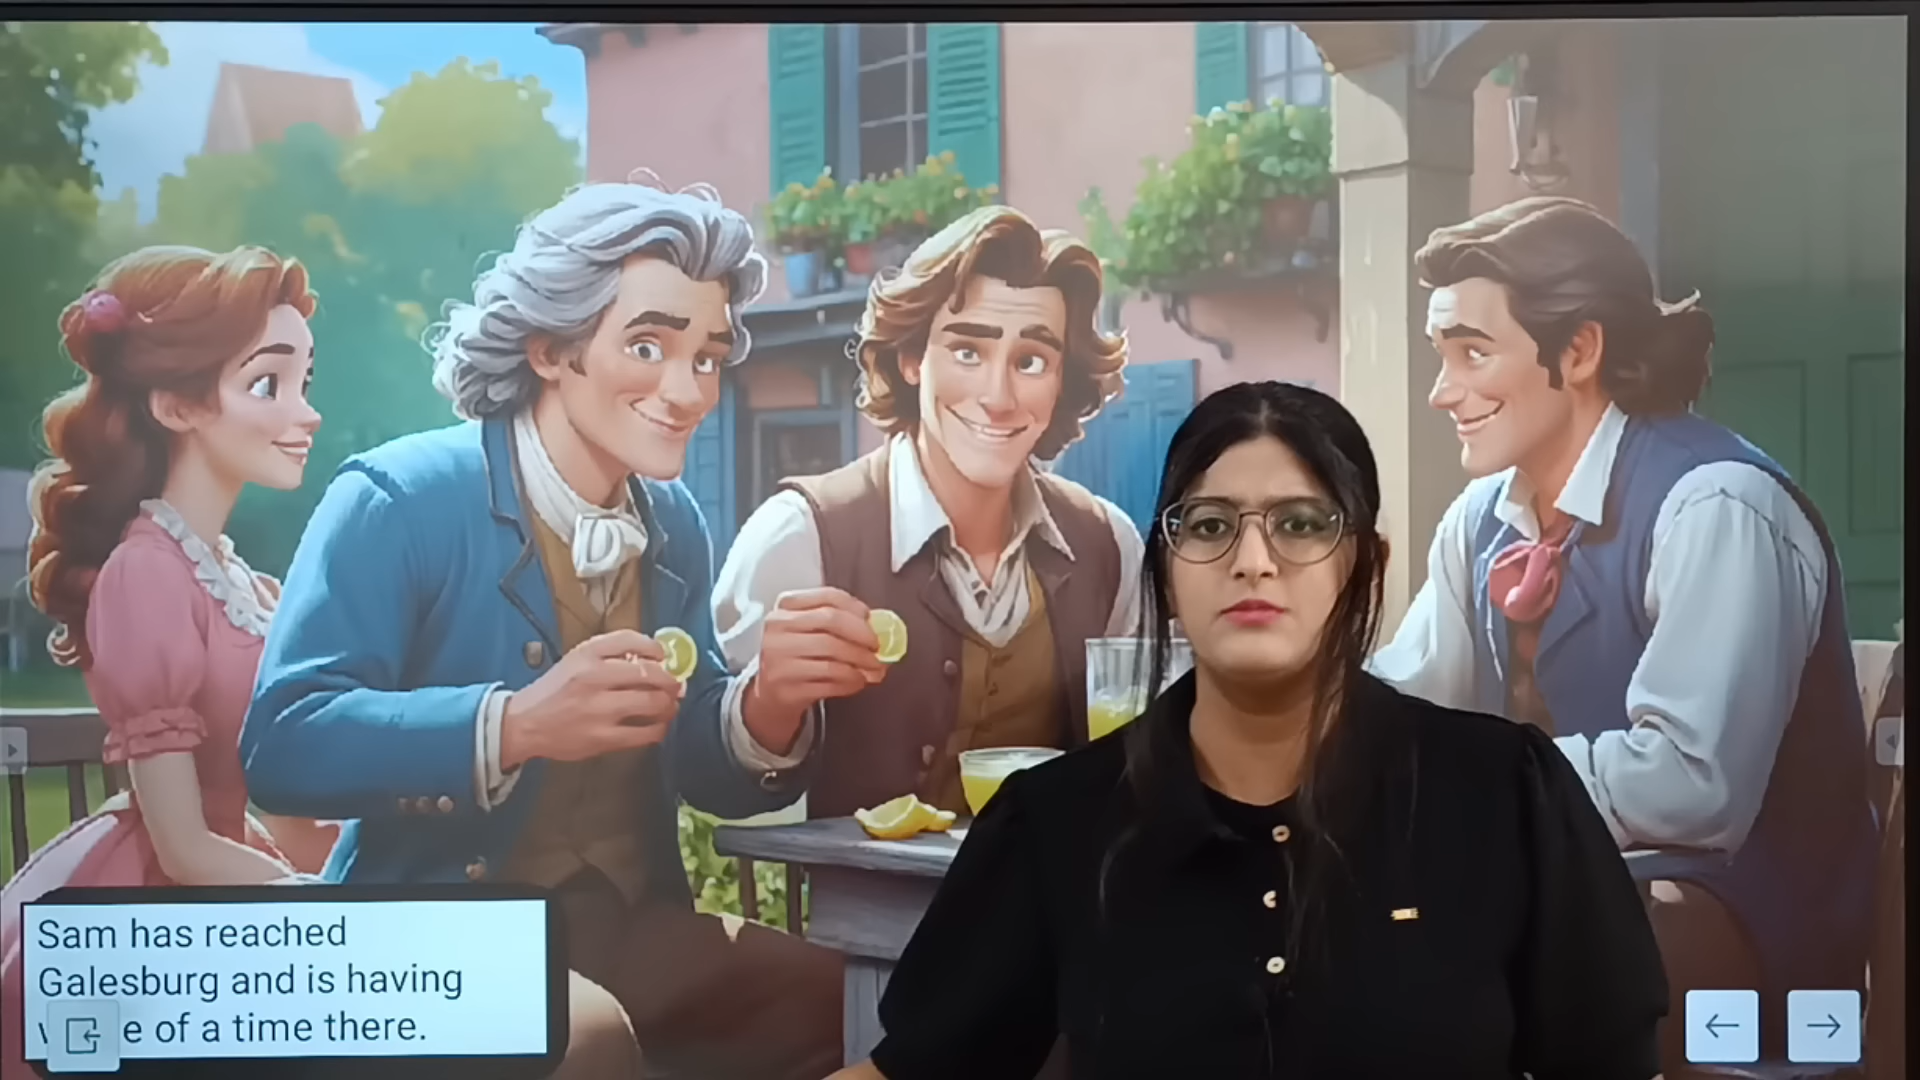 Sam has reached
Galesburg and is having
of a time there.